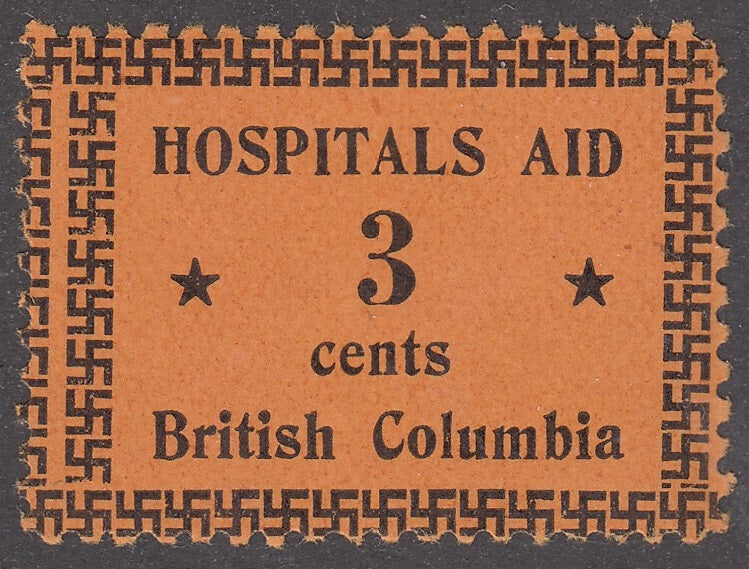 HOSPITALS AID
3
cents
British Columbia